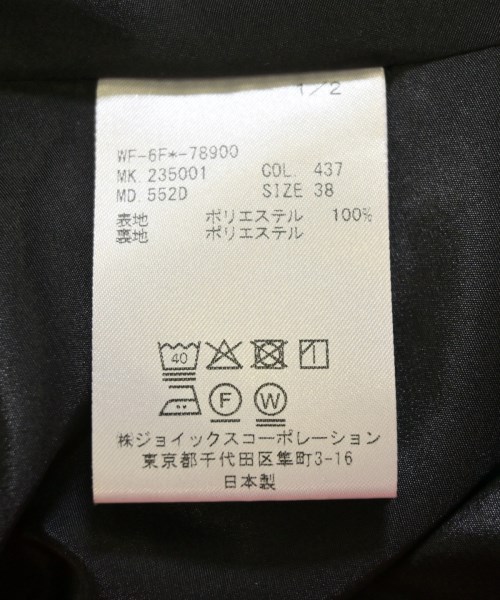 1/2
WF-6F*-78900
MK. 235001 COL. 437
MD. 552D SIZE 38
表地 ポリエステル 100%
裏地 ポリエステル
40
F W
株ジョイックスコーポレーション
東京都千代田区隼町3-16
日本製